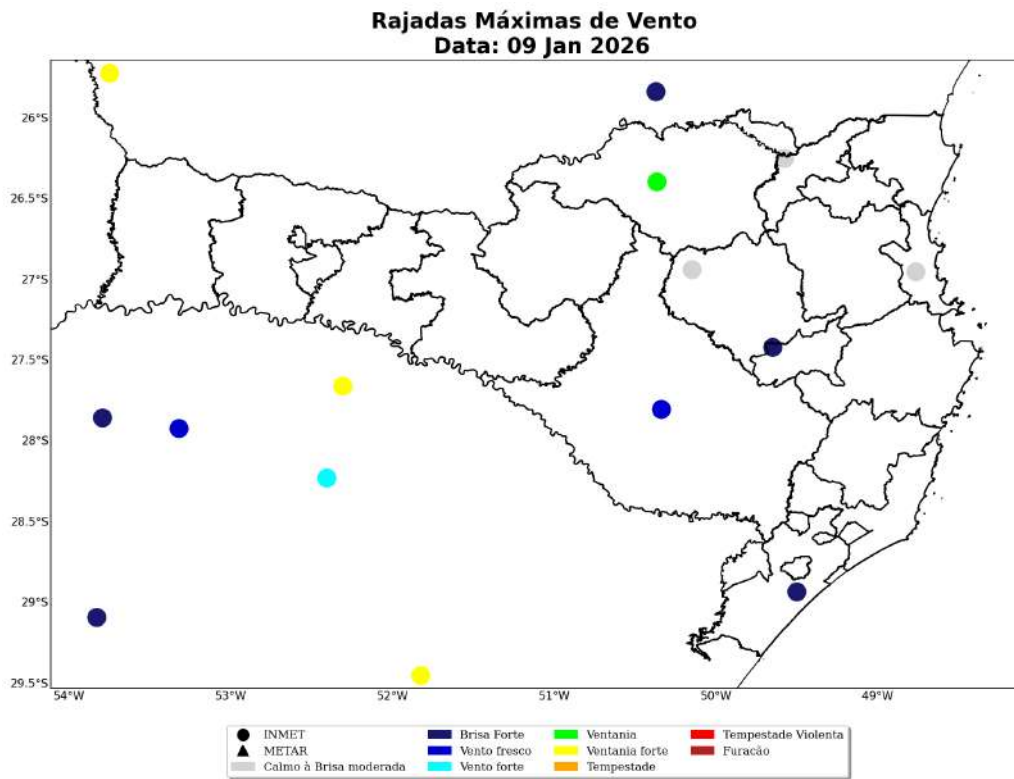 Rajadas Máximas de Vento
Data: 09 Jan 2026
26°S
26.5°S
27°S
27.5°S
28°S
28.5°S
29°S
29.5°S
54°W
53°W
52°W
51°W
50°W
49°W
INMET
METAR
Calmo à Brisa moderada
Brisa Forte
Vento fresco
Vento forte
Ventania
Ventania forte
Tempestade
Tempestade Violenta
Furacão